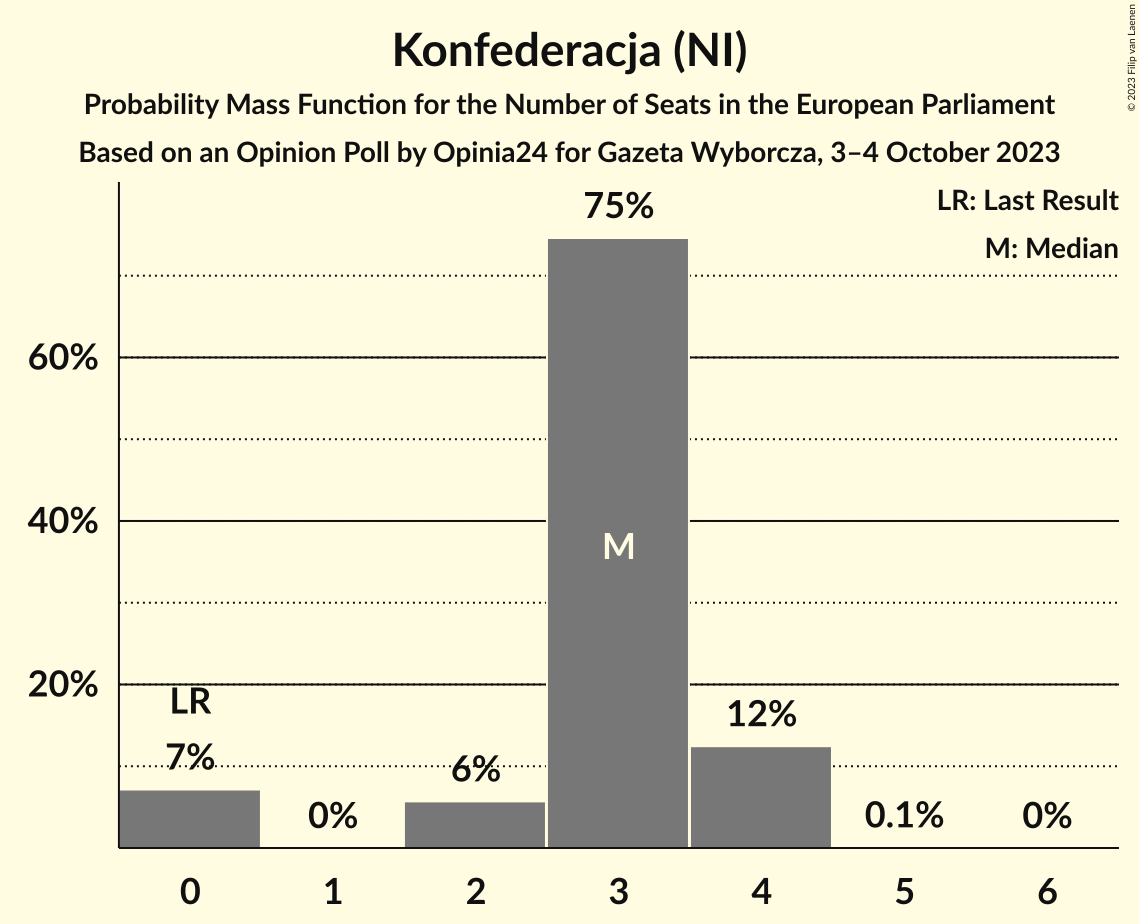 Konfederacja (NI)
Probability Mass Function for the Number of Seats in the European Parliament
Based on an Opinion Poll by Opinia24 for Gazeta Wyborcza, 3–4 October 2023
© 2023 Filip van Laenen
LR: Last Result
M: Median
75%
60%
40%
M
20%
LR
12%
7%
6%
0%
0.1%
0%
0 1 2 3 4 5 6